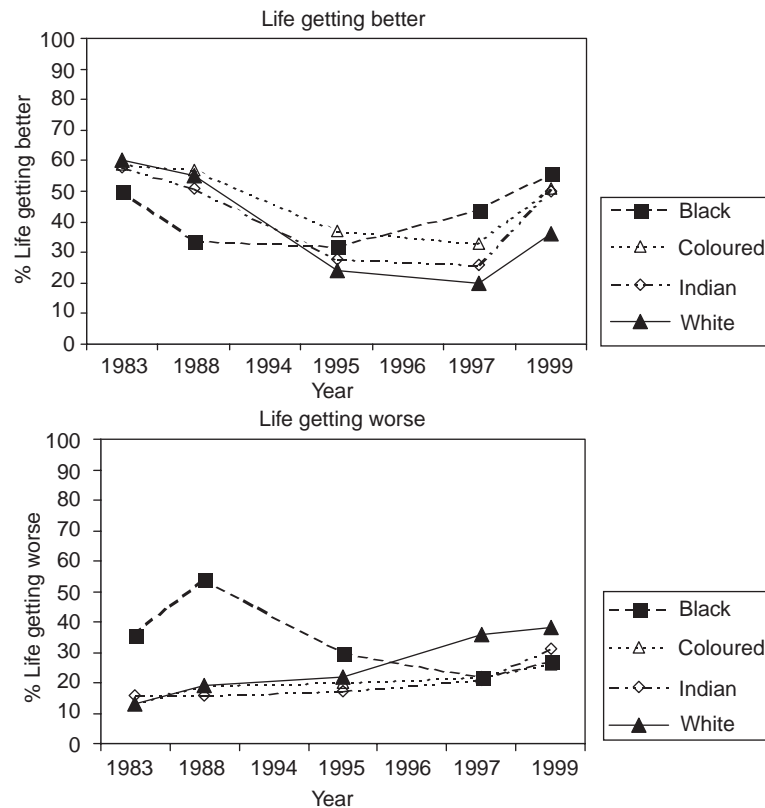 Life getting better
100
90
80
70
60
50
40
30
20
10
0
% Life getting better
1983 1988 1994 1995 1996 1997 1999
Year
Black
Coloured
Indian
White
Life getting worse
100
90
80
70
60
50
40
30
20
10
0
% Life getting worse
1983 1988 1994 1995 1996 1997 1999
Year
Black
Coloured
Indian
White